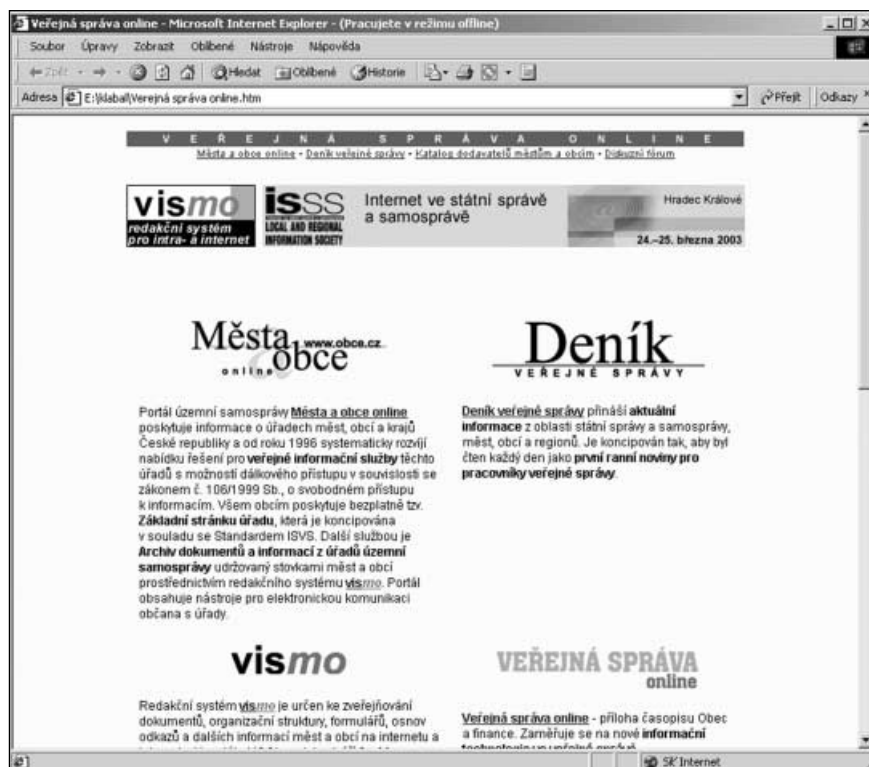 Veřejná správa online - Microsoft Internet Explorer - (Pracujete v režimu offline)
Soubor Úpravy Zobrazit Oblíbené Nástroje Nápověda
Zpět Hledat Oblíbené Historie
Adresa E:\klabal\Verejná správa online.htm Přejít Odkazy
VEŘEJNÁ SPRÁVA ONLINE
Města a obce online • Deník veřejné správy • Katalog dodavatelů městům a obcím • Diskuzní fórum
vismo
redakční systém
pro intra- a internet
isss
LOCAL AND REGIONAL
INFORMATION SOCIETY
Internet ve státní správě
a samosprávě
Hradec Králové
24.–25. března 2003
Města
a obce
www.obce.cz
online
Deník
VEŘEJNÉ SPRÁVY
Portál územní samosprávy Města a obce online
poskytuje informace o úřadech měst, obcí a krajů
České republiky a od roku 1996 systematicky rozvíjí
nabídku řešení pro veřejné informační služby těchto
úřadů s možností dálkového přístupu v souvislosti se
zákonem č. 106/1999 Sb., o svobodném přístupu
k informacím. Všem obcím poskytuje bezplatně tzv.
Základní stránku úřadu, která je koncipována
v souladu se Standardem ISVS. Další službou je
Archiv dokumentů a informací z úřadů územní
samosprávy udržovaný stovkami měst a obcí
prostřednictvím redakčního systému vismo. Portál
obsahuje nástroje pro elektronickou komunikaci
občana s úřady.
Deník veřejné správy přináší aktuální
informace z oblasti státní správy a samosprávy,
měst, obcí a regionů. Je koncipován tak, aby byl
čten každý den jako první ranní noviny pro
pracovníky veřejné správy.
vismo
Redakční systém vismo je určen ke zveřejňování
dokumentů, organizační struktury, formulářů, osnov
odkazů a dalších informací měst a obcí na internetu a
VEŘEJNÁ SPRÁVA
online
Veřejná správa online - příloha časopisu Obec
a finance. Zaměřuje se na nové informační
technologie ve veřejné správě.
Internet